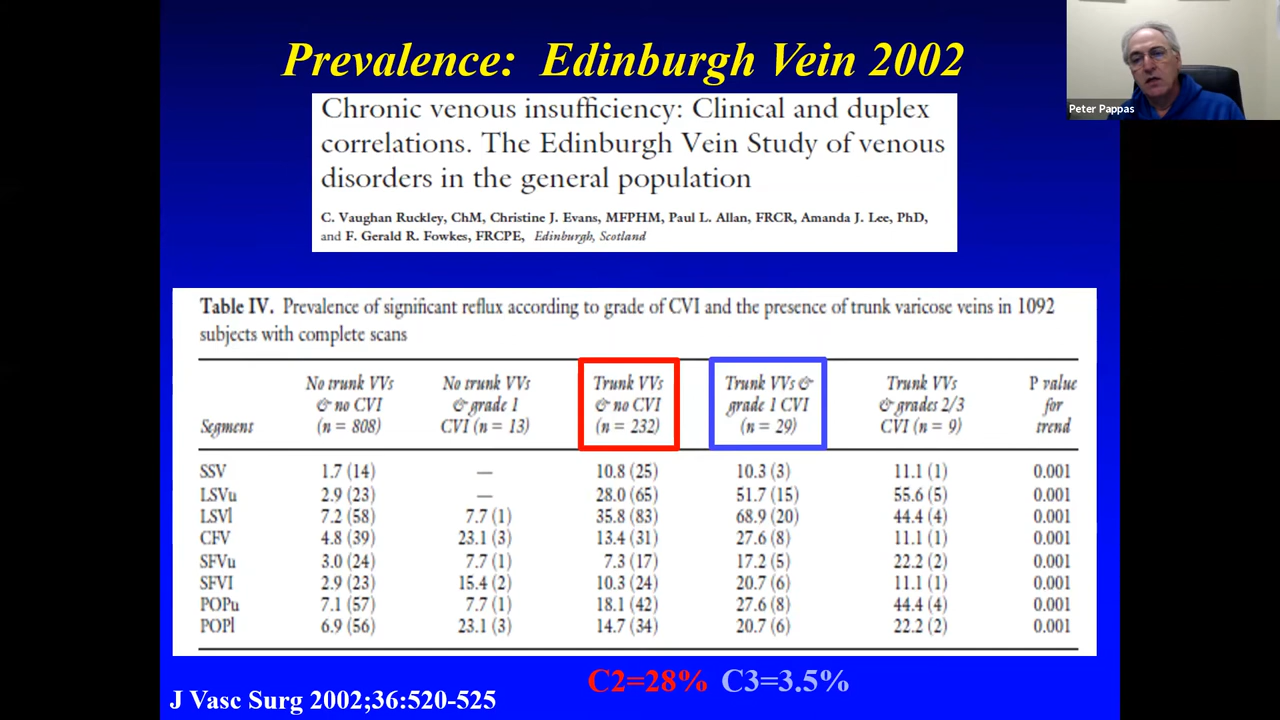 Prevalence: Edinburgh Vein 2002
Peter Pappas
Chronic venous insufficiency: Clinical and duplex
correlations. The Edinburgh Vein Study of venous
disorders in the general population
C. Vaughan Ruckley, ChM, Christine J. Evans, MFPHM, Paul L. Allan, FRCR, Amanda J. Lee, PhD,
and F. Gerald R. Fowkes, FRCPE, Edinburgh, Scotland
Table IV. Prevalence of significant reflux according to grade of CVI and the presence of trunk varicose veins in 1092
subjects with complete scans
No trunk VVs No trunk VVs Trunk VVs Trunk VVs & Trunk VVs P value
& no CVI & grade 1 & no CVI grade 1 CVI & grades 2/3 for
Segment (n = 808) CVI (n = 13) (n = 232) (n = 29) CVI (n = 9) trend
SSV 1.7 (14) — 10.8 (25) 10.3 (3) 11.1 (1) 0.001
LSVu 2.9 (23) — 28.0 (65) 51.7 (15) 55.6 (5) 0.001
LSVl 7.2 (58) 7.7 (1) 35.8 (83) 68.9 (20) 44.4 (4) 0.001
CFV 4.8 (39) 23.1 (3) 13.4 (31) 27.6 (8) 11.1 (1) 0.001
SFVu 3.0 (24) 7.7 (1) 7.3 (17) 17.2 (5) 22.2 (2) 0.001
SFVI 2.9 (23) 15.4 (2) 10.3 (24) 20.7 (6) 11.1 (1) 0.001
POPu 7.1 (57) 7.7 (1) 18.1 (42) 27.6 (8) 44.4 (4) 0.001
POPl 6.9 (56) 23.1 (3) 14.7 (34) 20.7 (6) 22.2 (2) 0.001
C2=28% C3=3.5%
J Vasc Surg 2002;36:520-525